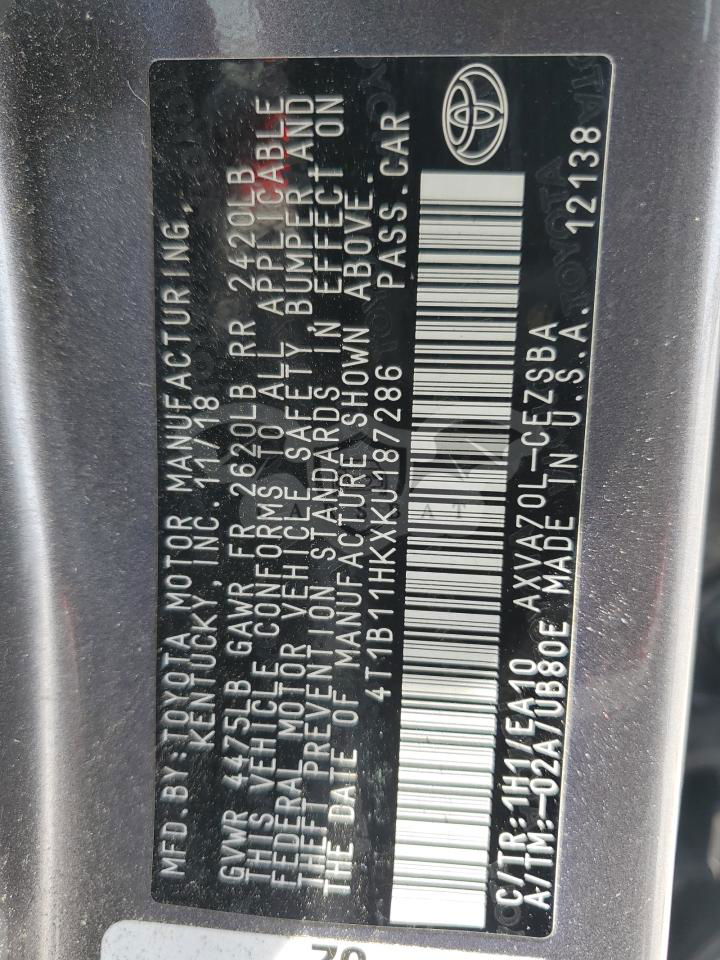 MFD.BY:TOYOTA MOTOR MANUFACTURING,
KENTUCKY, INC. 11/18
GVWR 4475LB GAWR FR 2620LB RR 2420LB
THIS VEHICLE CONFORMS TO ALL APPLICABLE
FEDERAL MOTOR VEHICLE SAFETY, BUMPER AND
THEFT PREVENTION STANDARDS IN EFFECT ON
THE DATE OF MANUFACTURE SHOWN ABOVE.
4T1B11HKXKU187286 PASS.CAR
C/TR:1H1/EA10 AXVA70L-CEZSBA
A/TM:-02A/UB80E MADE IN U.S.A. 12138